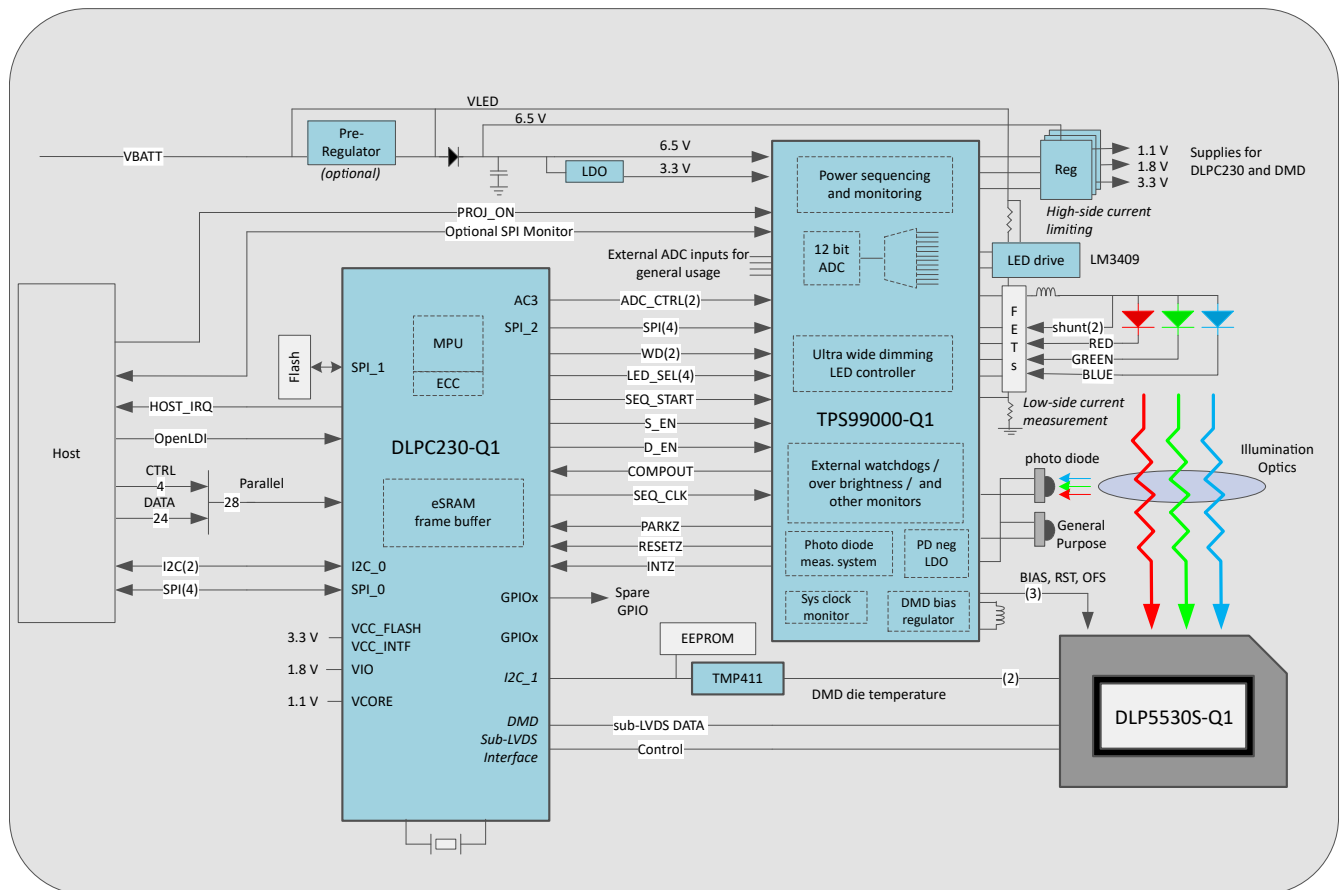 VLED
6.5 V
Pre-
Regulator
(optional)
VBATT
6.5 V
3.3 V
LDO
Reg
1.1 V
1.8 V
3.3 V
Supplies for
DLPC230 and DMD
Power sequencing
and monitoring
PROJ_ON
Optional SPI Monitor
High-side current
limiting
External ADC inputs for
general usage
12 bit
ADC
LED drive
LM3409
Host
AC3
ADC_CTRL(2)
SPI_2
SPI(4)
MPU
ECC
WD(2)
LED_SEL(4)
SEQ_START
S_EN
D_EN
COMPOUT
SEQ_CLK
PARKZ
RESETZ
INTZ
Flash
SPI_1
HOST_IRQ
OpenLDI
CTRL
4
DATA
24
Parallel
28
I2C(2)
SPI(4)
I2C_0
SPI_0
DLPC230-Q1
eSRAM
frame buffer
Ultra wide dimming
LED controller
TPS99000-Q1
External watchdogs /
over brightness / and
other monitors
Photo diode
meas. system
PD neg
LDO
Sys clock
monitor
DMD bias
regulator
F
E
T
s
shunt(2)
RED
GREEN
BLUE
Low-side current
measurement
photo diode
Illumination
Optics
General
Purpose
BIAS, RST, OFS
(3)
GPIOx
Spare
GPIO
3.3 V
VCC_FLASH
VCC_INTF
GPIOx
1.8 V
VIO
1.1 V
VCORE
EEPROM
I2C_1
TMP411
DMD die temperature
(2)
DMD
Sub-LVDS
Interface
sub-LVDS DATA
Control
DLP5530S-Q1